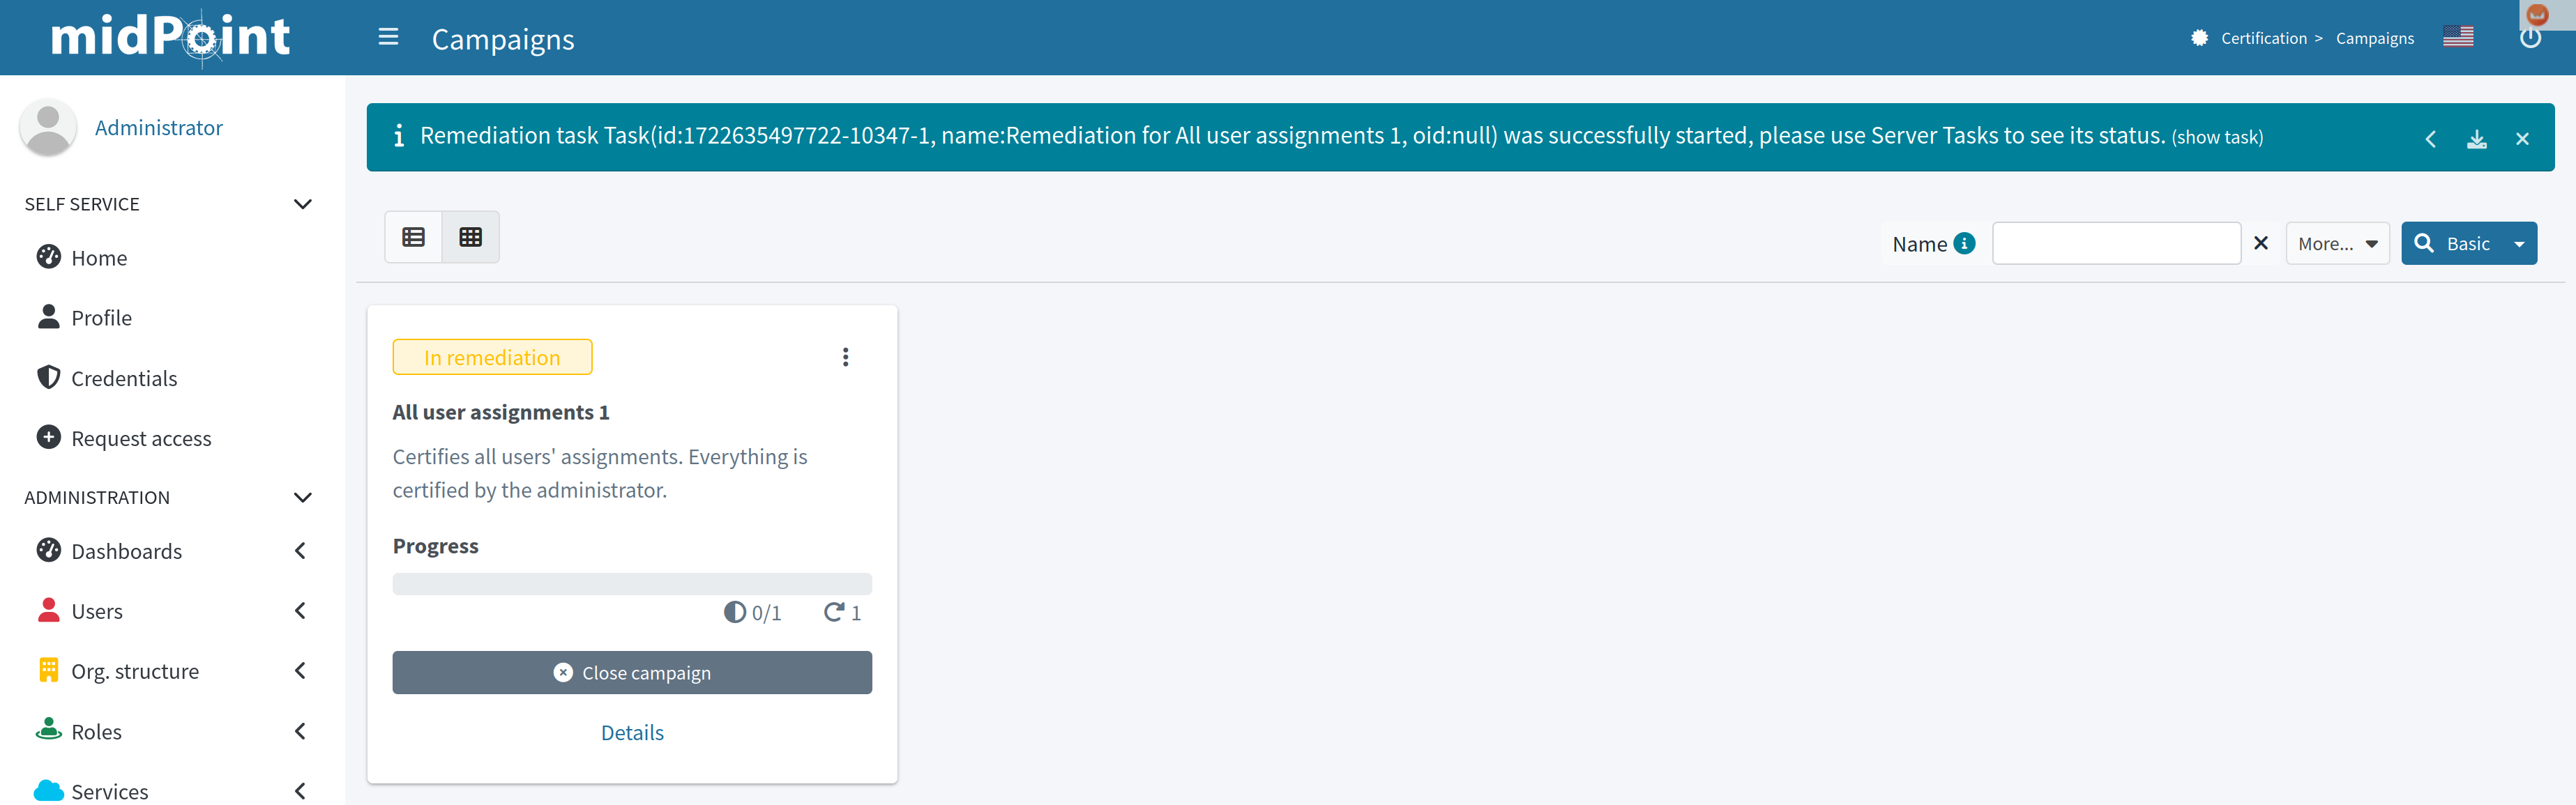 midPoint
Campaigns
Certification > Campaigns
Administrator
SELF SERVICE
Home
Profile
Credentials
Request access
ADMINISTRATION
Dashboards
Users
Org. structure
Roles
Services
Remediation task Task(id:1722635497722-10347-1, name:Remediation for All user assignments 1, oid:null) was successfully started, please use Server Tasks to see its status. (show task)
Name
More...
Basic
In remediation
All user assignments 1
Certifies all users' assignments. Everything is
certified by the administrator.
Progress
0/1 1
Close campaign
Details